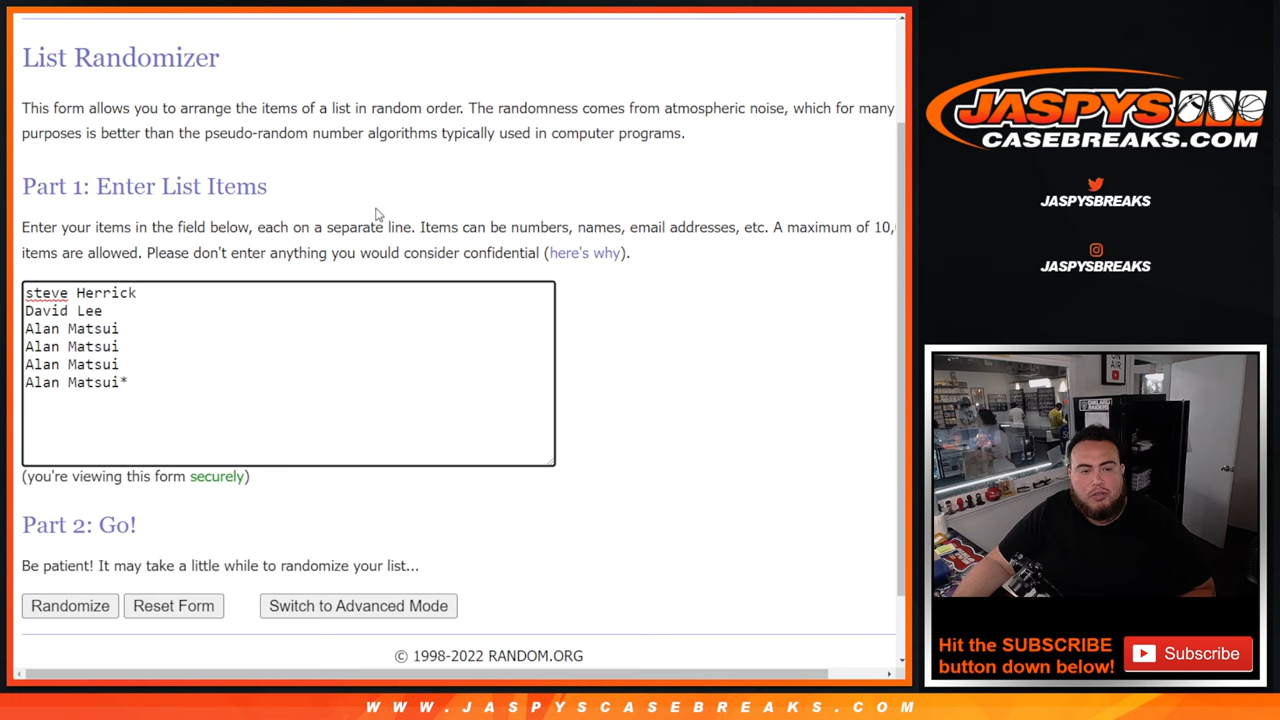 List Randomizer
This form allows you to arrange the items of a list in random order. The randomness comes from atmospheric noise, which for many
purposes is better than the pseudo-random number algorithms typically used in computer programs.
Part 1: Enter List Items
Enter your items in the field below, each on a separate line. Items can be numbers, names, email addresses, etc. A maximum of 10,
items are allowed. Please don't enter anything you would consider confidential (here's why).
steve Herrick
David Lee
Alan Matsui
Alan Matsui
Alan Matsui
Alan Matsui*
(you're viewing this form securely)
Part 2: Go!
Be patient! It may take a little while to randomize your list...
Randomize Reset Form Switch to Advanced Mode
© 1998-2022 RANDOM.ORG
JASPYS
CASEBREAKS.COM
JASPYSBREAKS
JASPYSBREAKS
ON
AIR
Hit the SUBSCRIBE
button down below!
Subscribe
WWW.JASPYSCASEBREAKS.COM